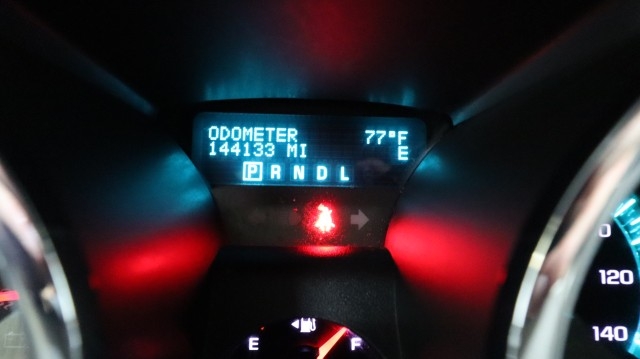 ODOMETER 77°F
144133 MI E
P R N D L
120
E F 140